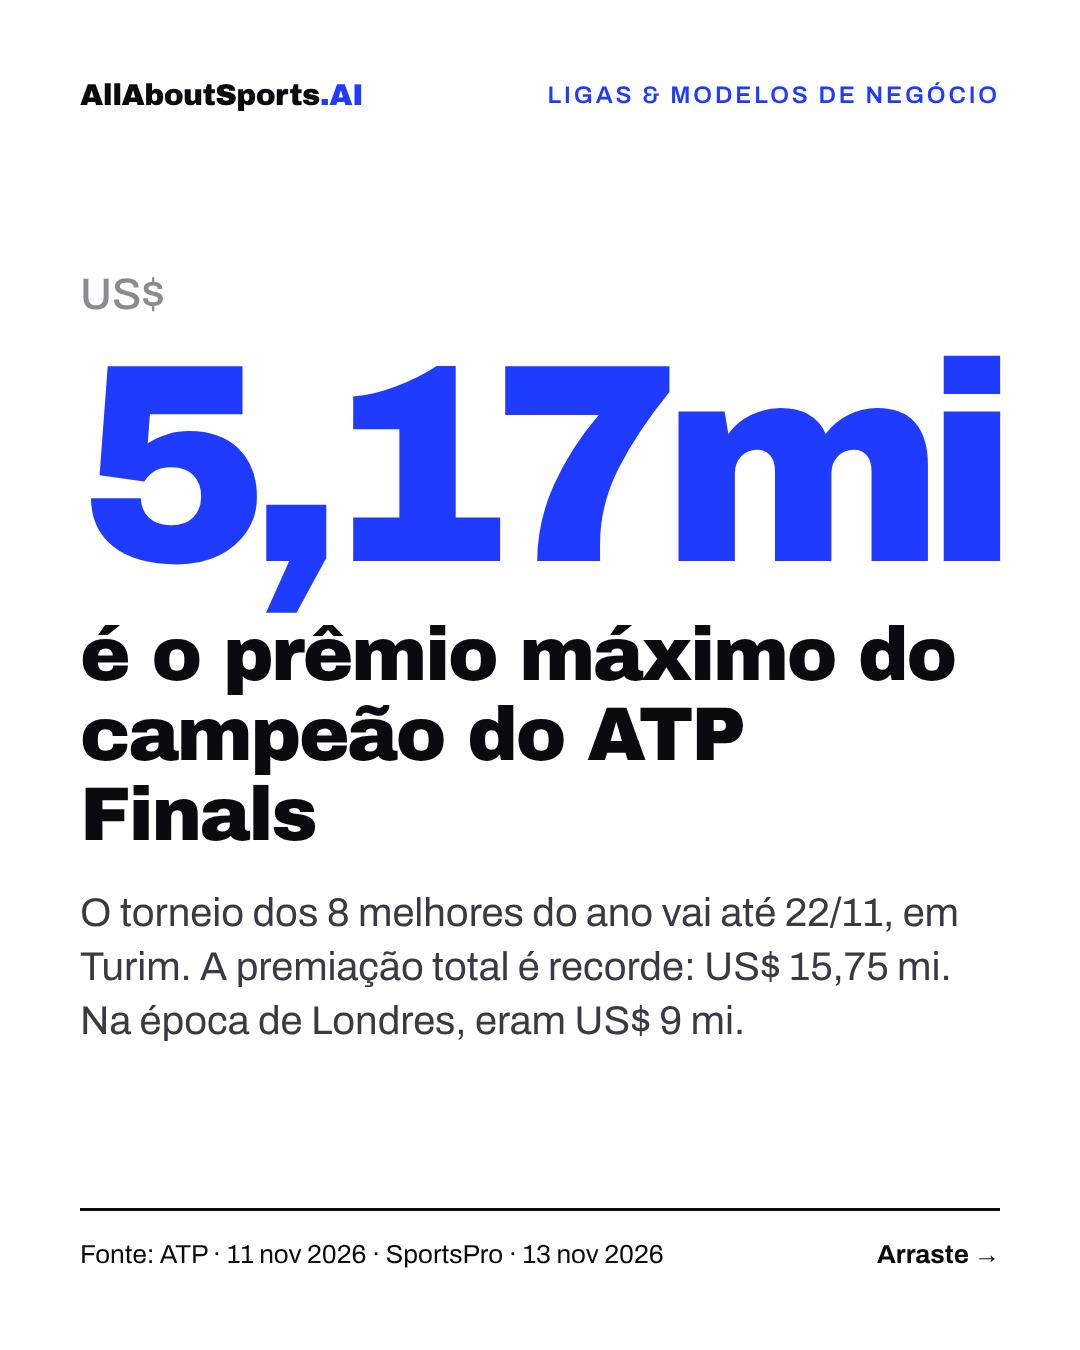 AllAboutSports.AI
LIGAS & MODELOS DE NEGÓCIO
US$
5,17mi
é o prêmio máximo do
campeão do ATP
Finals
O torneio dos 8 melhores do ano vai até 22/11, em
Turim. A premiação total é recorde: US$ 15,75 mi.
Na época de Londres, eram US$ 9 mi.
Fonte: ATP · 11 nov 2026 · SportsPro · 13 nov 2026
Arraste →